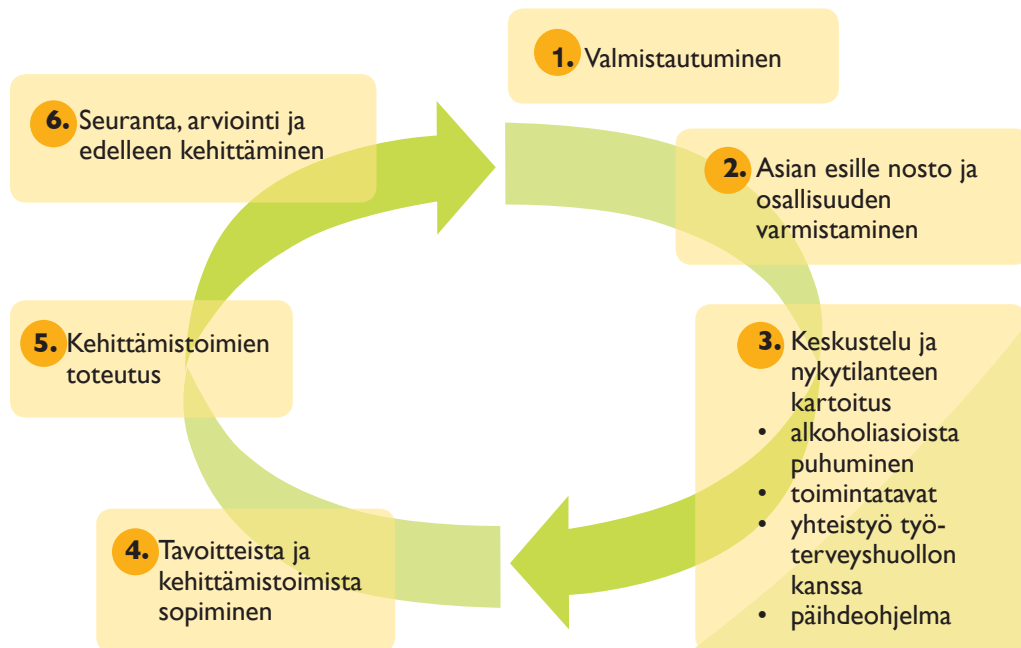 1. Valmistautuminen
2. Asian esille nosto ja
osallisuuden
varmistaminen
3. Keskustelu ja
nykytilanteen
kartoitus
• alkoholiasioista
puhuminen
• toimintatavat
• yhteistyö työ-
terveyshuollon
kanssa
• päihdeohjelma
4. Tavoitteista ja
kehittämistoimista
sopiminen
5. Kehittämistoimien
toteutus
6. Seuranta, arviointi ja
edelleen kehittäminen